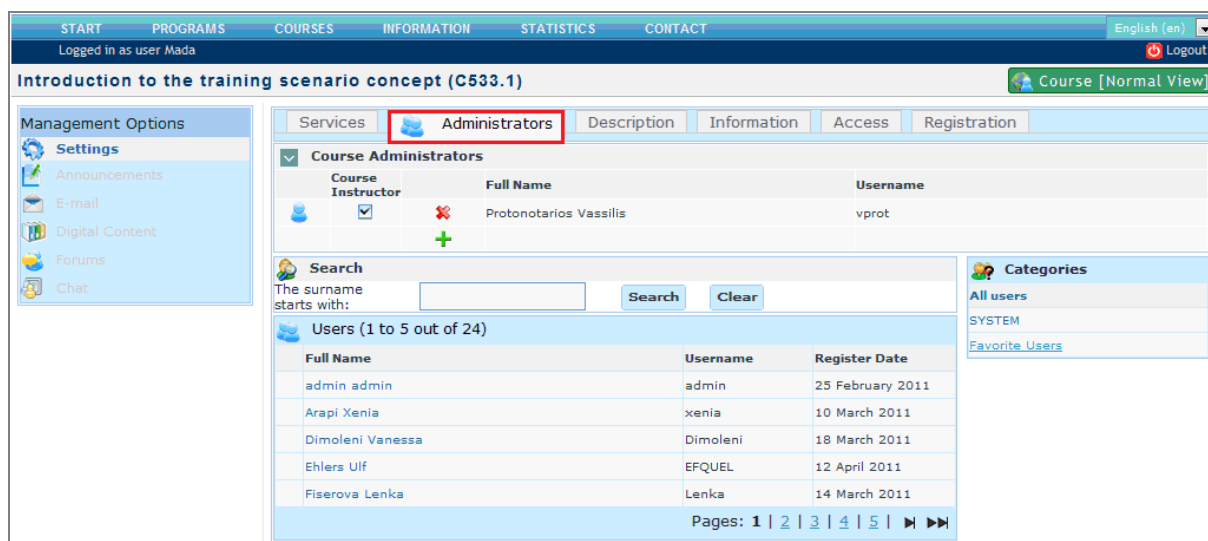 START PROGRAMS COURSES INFORMATION STATISTICS CONTACT English (en)
Logged in as user Mada Logout
Introduction to the training scenario concept (C533.1) Course [Normal View]
Management Options
Settings
Announcements
E-mail
Digital Content
Forums
Chat
Services Administrators Description Information Access Registration
Course Administrators
Course Instructor Full Name Username
Protonotarios Vassilis vprot
Search
The surname
starts with: Search Clear
Users (1 to 5 out of 24)
Full Name Username Register Date
admin admin admin 25 February 2011
Arapi Xenia xenia 10 March 2011
Dimoleni Vanessa Dimoleni 18 March 2011
Ehlers Ulf EFQUEL 12 April 2011
Fiserova Lenka Lenka 14 March 2011
Pages: 1 | 2 | 3 | 4 | 5 |
Categories
All users
SYSTEM
Favorite Users